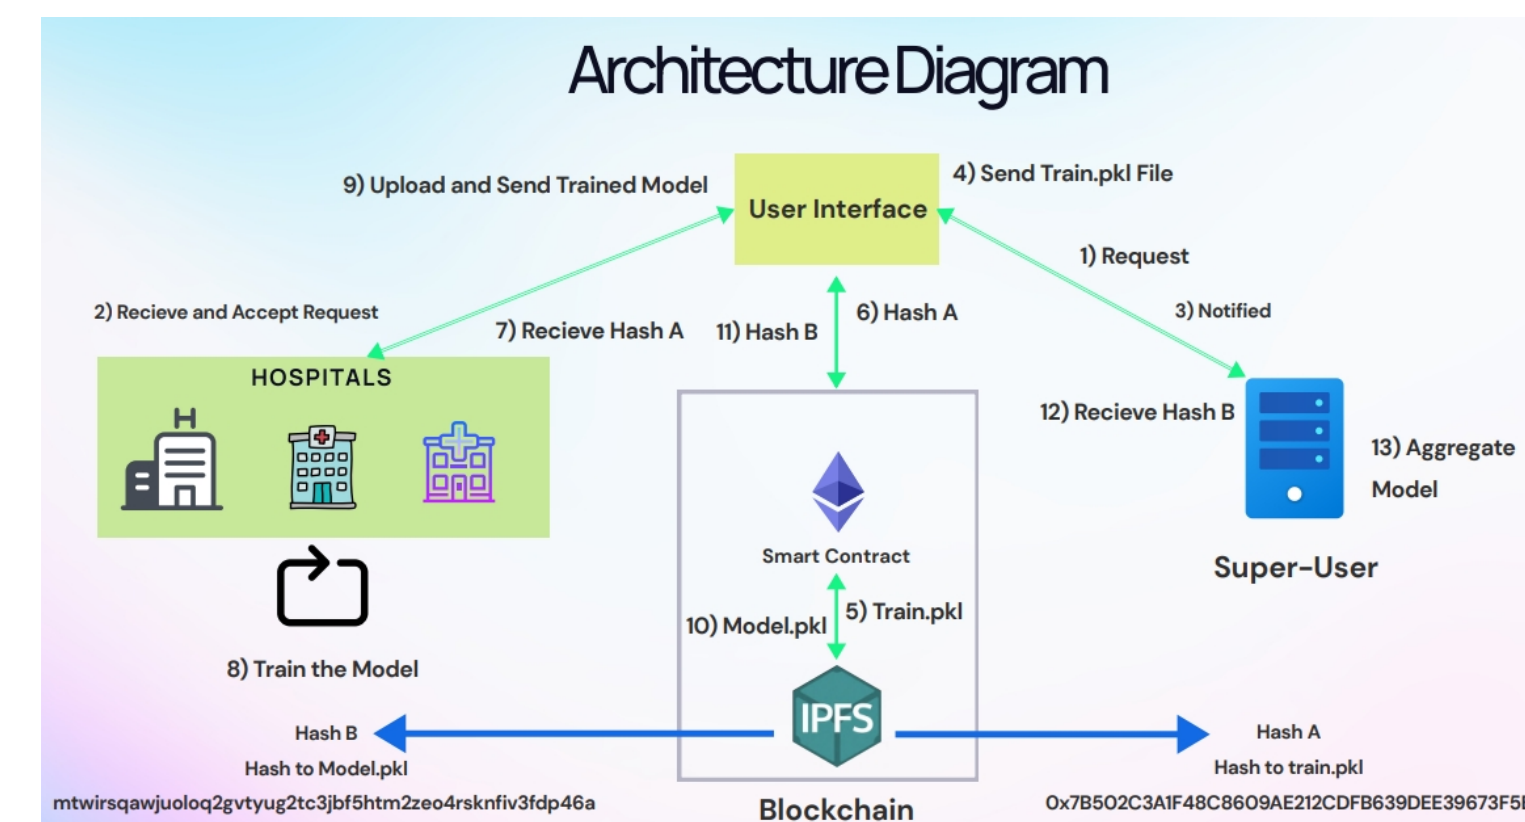 Architecture Diagram
9) Upload and Send Trained Model
User Interface
4) Send Train.pkl File
1) Request
2) Recieve and Accept Request
7) Recieve Hash A
11) Hash B
6) Hash A
3) Notified
HOSPITALS
H
12) Recieve Hash B
13) Aggregate
Model
Smart Contract
Super-User
10) Model.pkl
5) Train.pkl
8) Train the Model
IPFS
Hash B
Hash A
Hash to Model.pkl
Hash to train.pkl
mtwirsqawjuoloq2gvtyug2tc3jbf5htm2zeo4rsknfiv3fdp46a
0x7B502C3A1F48C8609AE212CDFB639DEE39673F5E
Blockchain